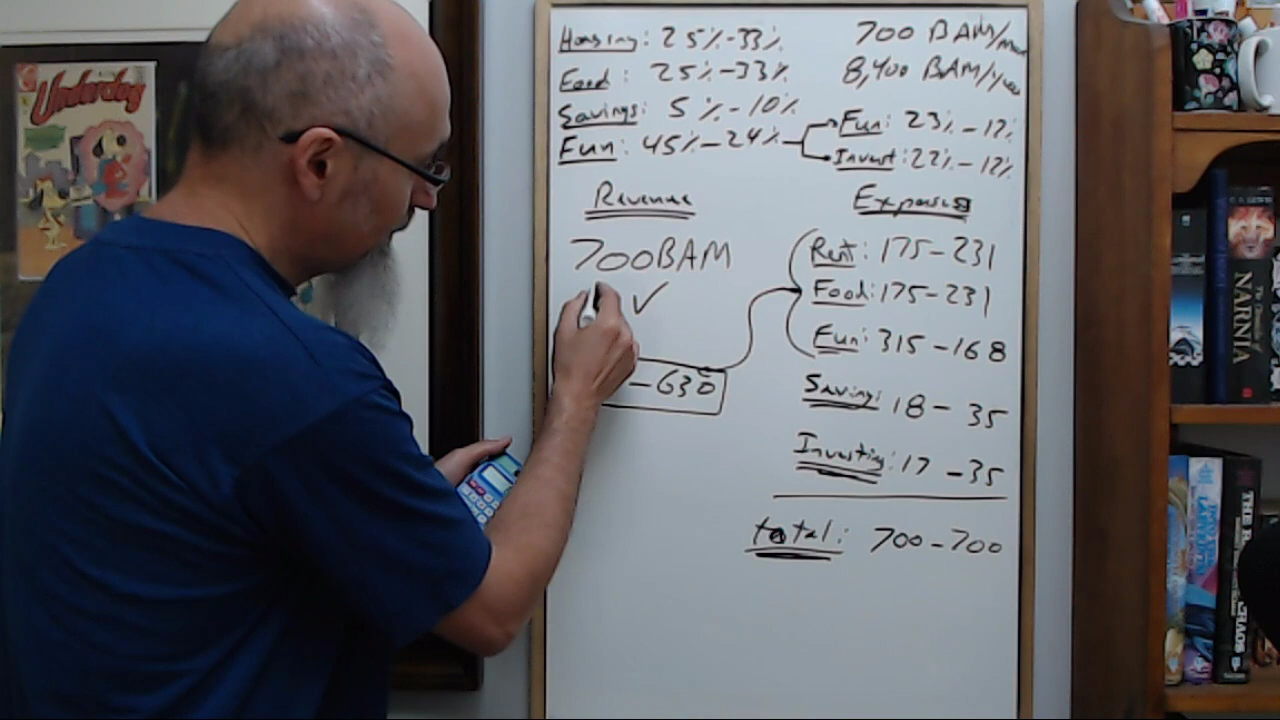 Underdog
Housing: 25%-33%
Food: 25%-33%
Savings: 5%-10%
Fun: 45%-24%
700 BAM/
8,400 BAM/
Fun: 23%-12%
Invest: 22%-12%
Revenue
700BAM
✓
-630
Expenses
Rent: 175-231
Food: 175-231
Fun: 315-168
Savings 18-35
Investing: 17-35
total: 700-700
The
NARNIA